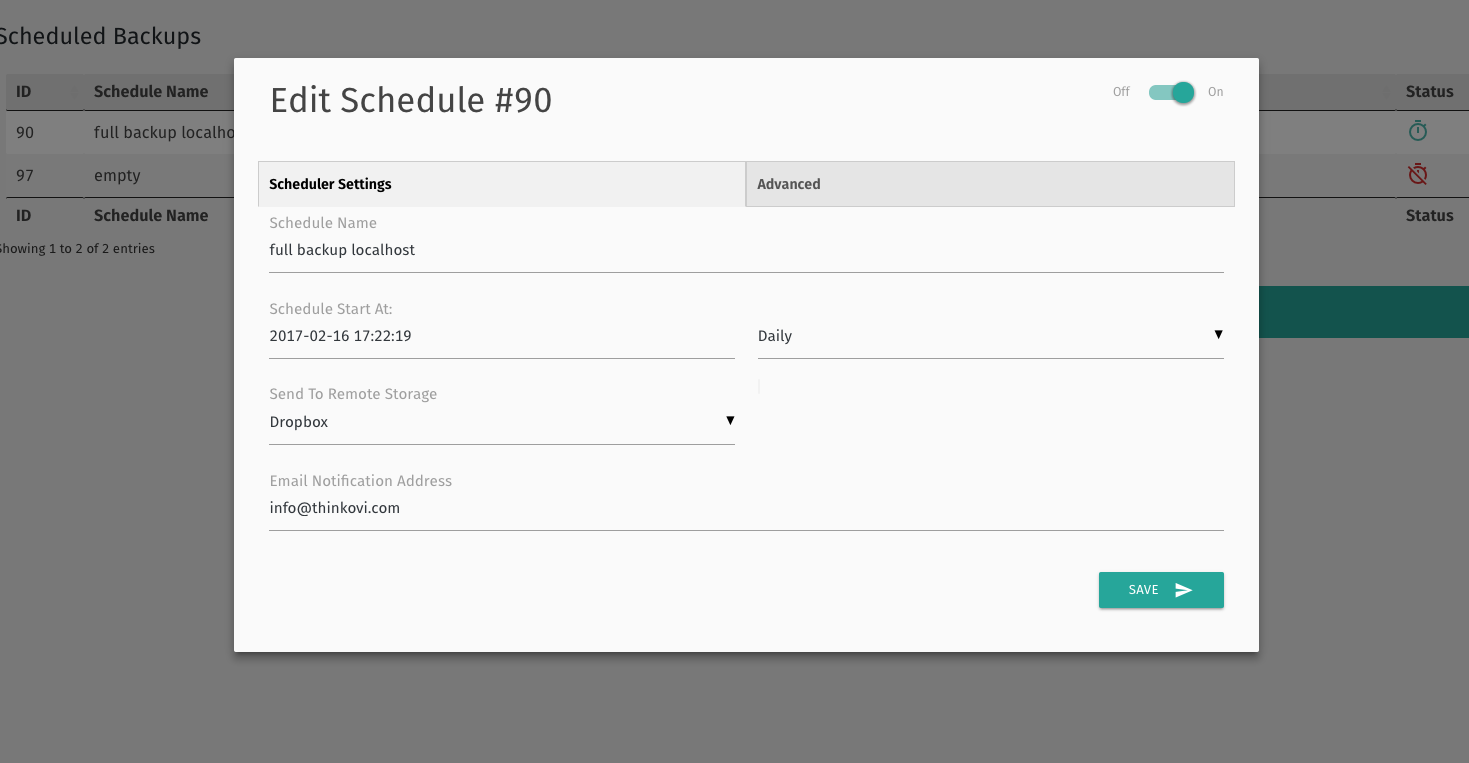 Scheduled Backups
ID Schedule Name Status
90 full backup localho
97 empty
ID Schedule Name Status
Showing 1 to 2 of 2 entries
Edit Schedule #90
Off On
Scheduler Settings Advanced
Schedule Name
full backup localhost
Schedule Start At:
2017-02-16 17:22:19 Daily
Send To Remote Storage
Dropbox
Email Notification Address
info@thinkovi.com
SAVE